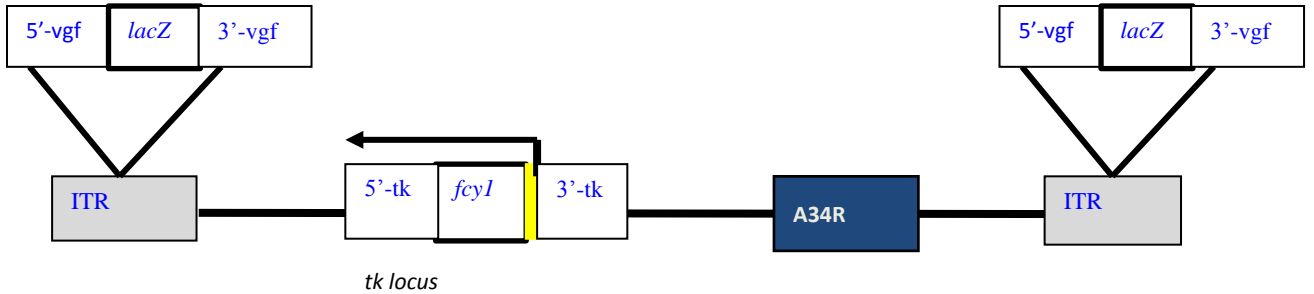 5′-vgf lacZ 3’-vgf
5′-vgf lacZ 3’-vgf
ITR
5’-tk fcy1 3’-tk
A34R
ITR
tk locus